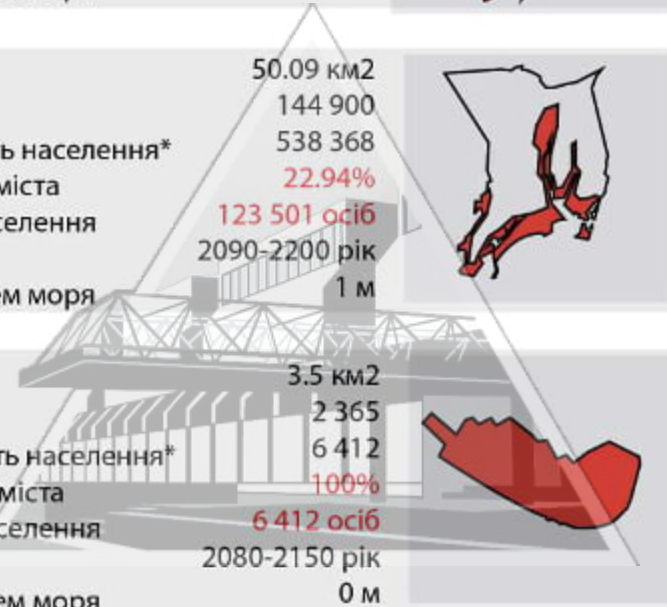 50.09 км2
144 900
ь населення* 538 368
міста 22.94%
селення 123 501 осіб
2090-2200 рік
ем моря 1 м
3.5 км2
2 365
ть населення* 6 412
міста 100%
селення 6 412 осіб
2080-2150 рік
ем моря 0 м